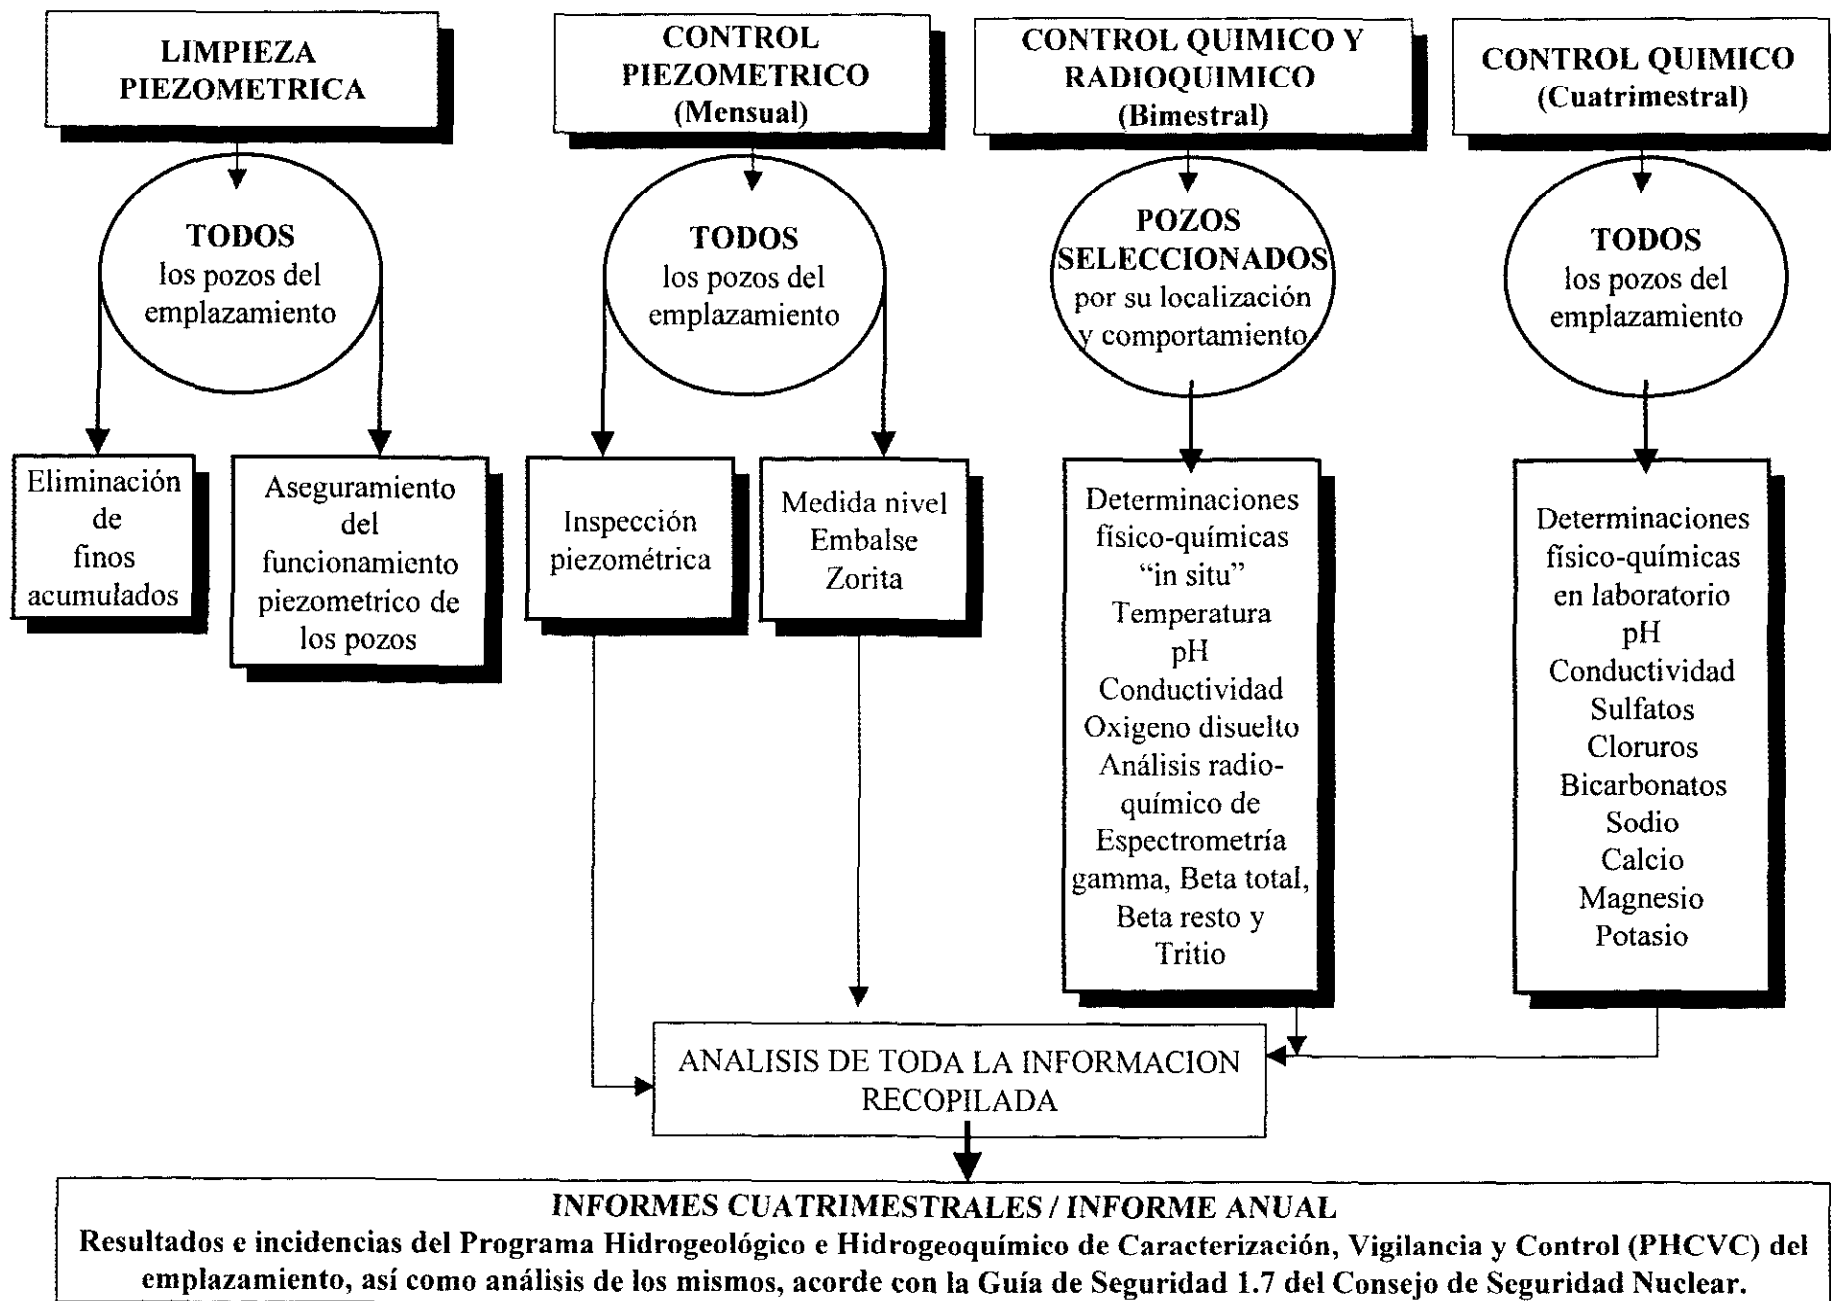 LIMPIEZA
PIEZOMETRICA
CONTROL
PIEZOMETRICO
(Mensual)
CONTROL QUIMICO Y
RADIOQUIMICO
(Bimestral)
CONTROL QUIMICO
(Cuatrimestral)
TODOS
los pozos del
emplazamiento
TODOS
los pozos del
emplazamiento
POZOS
SELECCIONADOS
por su localización
y comportamiento
TODOS
los pozos del
emplazamiento
Eliminación
de
finos
acumulados
Aseguramiento
del
funcionamiento
piezometrico de
los pozos
Inspección
piezométrica
Medida nivel
Embalse
Zorita
Determinaciones
físico-químicas
“in situ”
Temperatura
pH
Conductividad
Oxigeno disuelto
Análisis radio-
químico de
Espectrometría
gamma, Beta total,
Beta resto y
Tritio
Determinaciones
físico-químicas
en laboratorio
pH
Conductividad
Sulfatos
Cloruros
Bicarbonatos
Sodio
Calcio
Magnesio
Potasio
ANALISIS DE TODA LA INFORMACION
RECOPILADA
INFORMES CUATRIMESTRALES / INFORME ANUAL
Resultados e incidencias del Programa Hidrogeológico e Hidrogeoquímico de Caracterización, Vigilancia y Control (PHCVC) del
emplazamiento, así como análisis de los mismos, acorde con la Guía de Seguridad 1.7 del Consejo de Seguridad Nuclear.